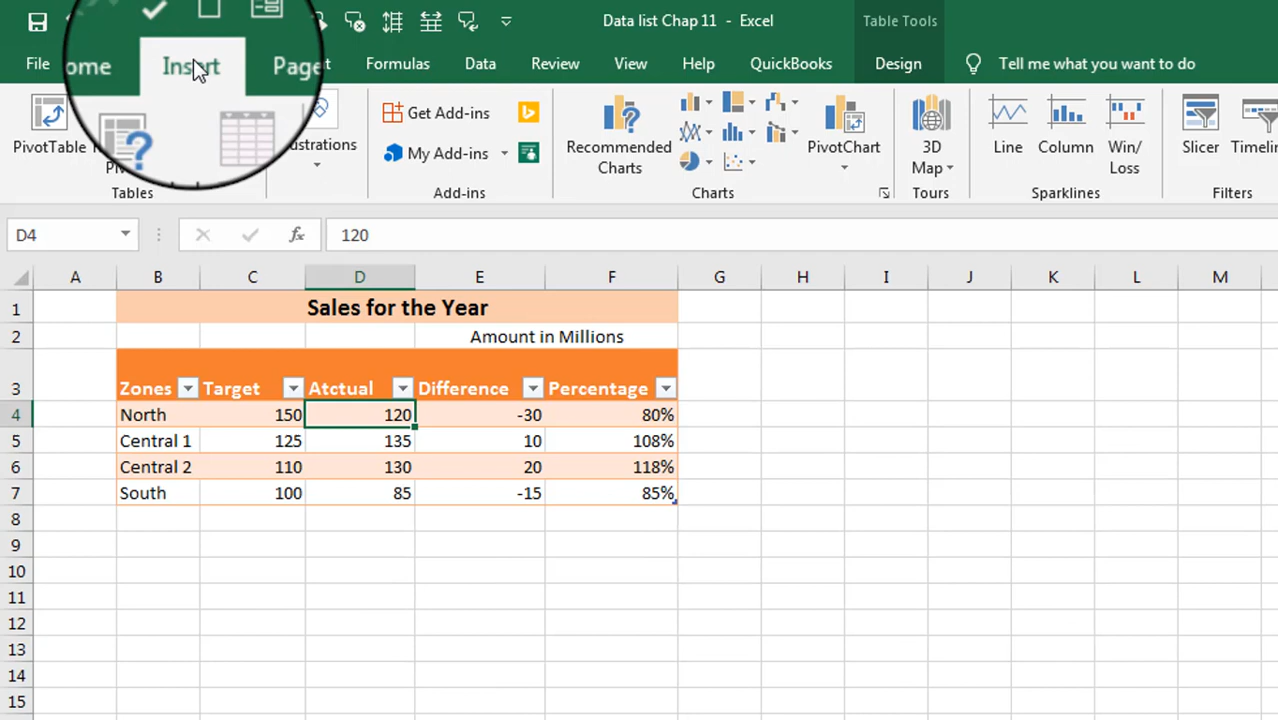 Data list Chap 11 - Excel
Table Tools
File
ome
Insert
Page
Formulas
Data
Review
View
Help
QuickBooks
Design
Tell me what you want to do
PivotTable
Get Add-ins
My Add-ins
Recommended
Charts
PivotChart
3D
Map
Line
Column
Win/
Loss
Slicer
Timelin
Tables
Add-ins
Charts
Tours
Sparklines
Filters
D4
fx
120
A B C D E F G H I J K L M
1 Sales for the Year
2 Amount in Millions
3 Zones Target Atctual Difference Percentage
4 North 150 120 -30 80%
5 Central 1 125 135 10 108%
6 Central 2 110 130 20 118%
7 South 100 85 -15 85%
8
9
10
11
12
13
14
15